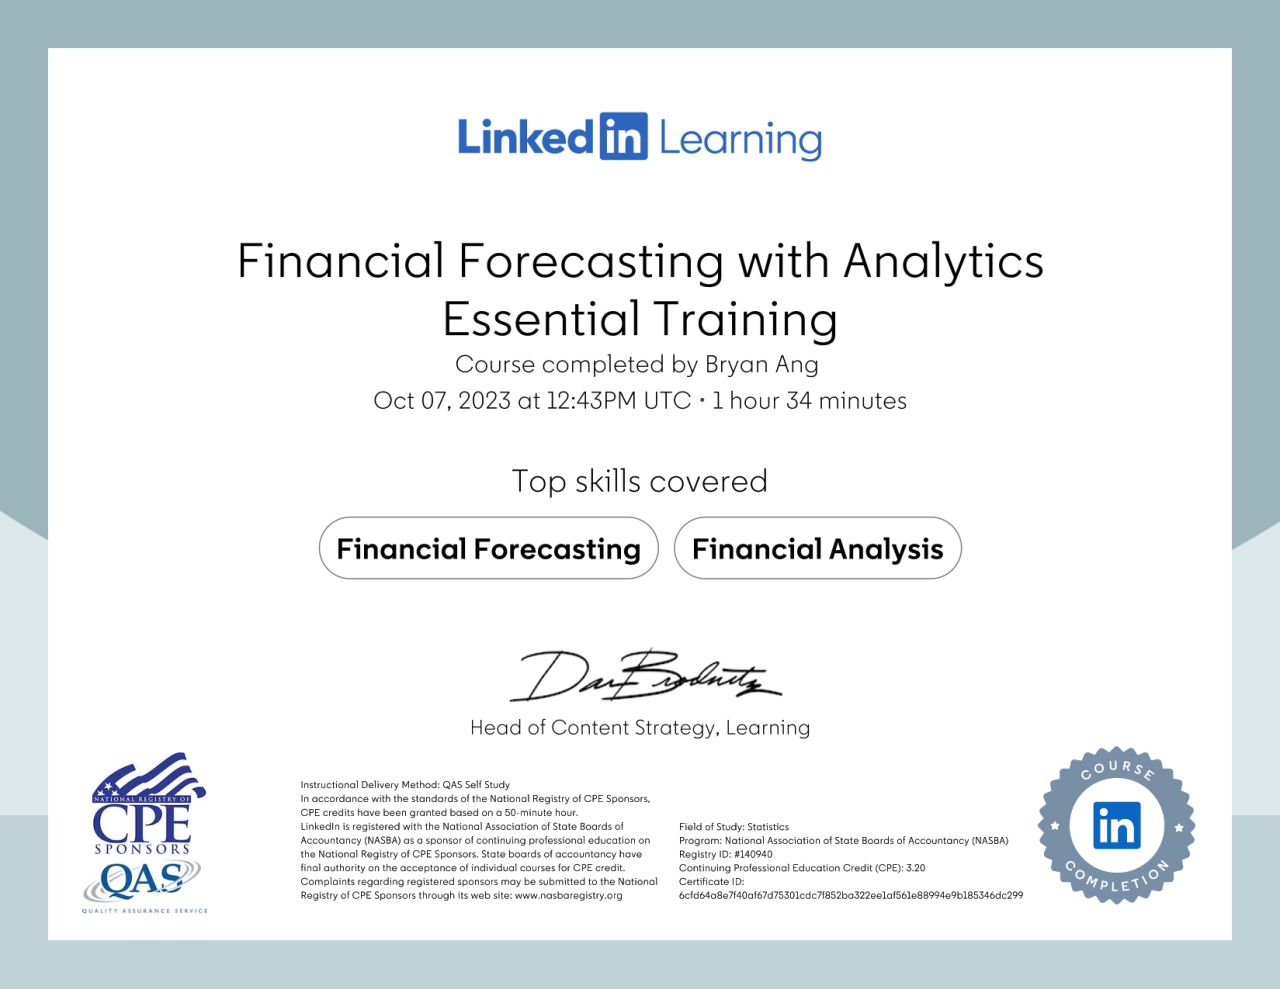 Linked in Learning
Financial Forecasting with Analytics
Essential Training
Course completed by Bryan Ang
Oct 07, 2023 at 12:43PM UTC • 1 hour 34 minutes
Top skills covered
Financial Forecasting
Financial Analysis
Dan Brodnitz
Head of Content Strategy, Learning
NATIONAL REGISTRY OF
CPE
SPONSORS
QAS
QUALITY ASSURANCE SERVICE
Instructional Delivery Method: QAS Self Study
In accordance with the standards of the National Registry of CPE Sponsors,
CPE credits have been granted based on a 50-minute hour.
LinkedIn is registered with the National Association of State Boards of
Accountancy (NASBA) as a sponsor of continuing professional education on
the National Registry of CPE Sponsors. State boards of accountancy have
final authority on the acceptance of individual courses for CPE credit.
Complaints regarding registered sponsors may be submitted to the National
Registry of CPE Sponsors through its web site: www.nasbaregistry.org
Field of Study: Statistics
Program: National Association of State Boards of Accountancy (NASBA)
Registry ID: #140940
Continuing Professional Education Credit (CPE): 3.20
Certificate ID:
6cfd64a8e7f40af67d75301cdc7f852ba322ee1af561e88994e9b185346dc299
COURSE
in
COMPLETION